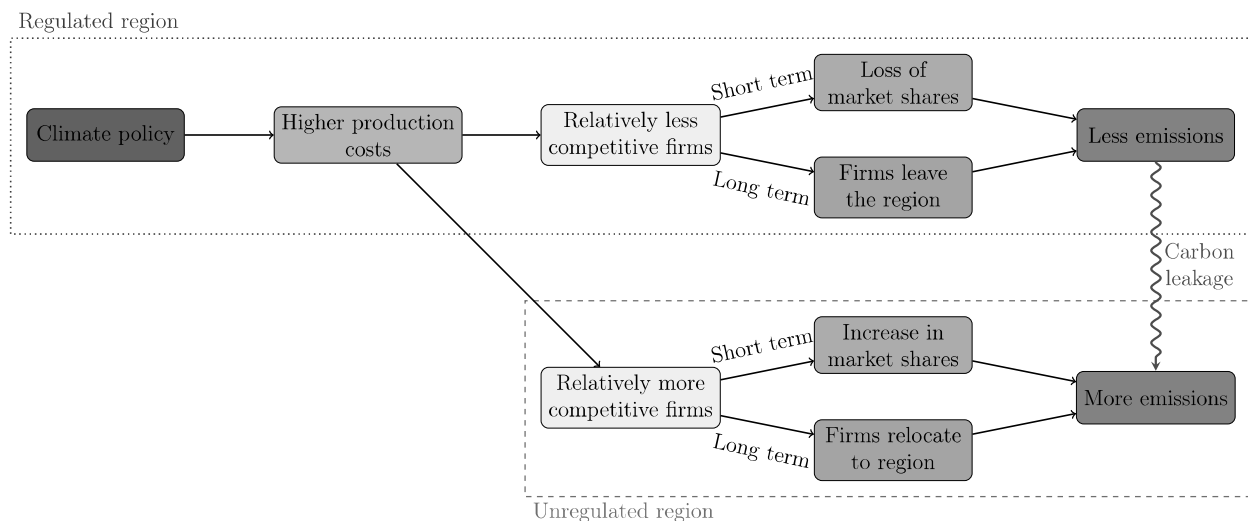 Regulated region
Climate policy
Higher production
costs
Relatively less
competitive firms
Short term
Long term
Loss of
market shares
Firms leave
the region
Less emissions
Carbon
leakage
Relatively more
competitive firms
Short term
Long term
Increase in
market shares
Firms relocate
to region
More emissions
Unregulated region